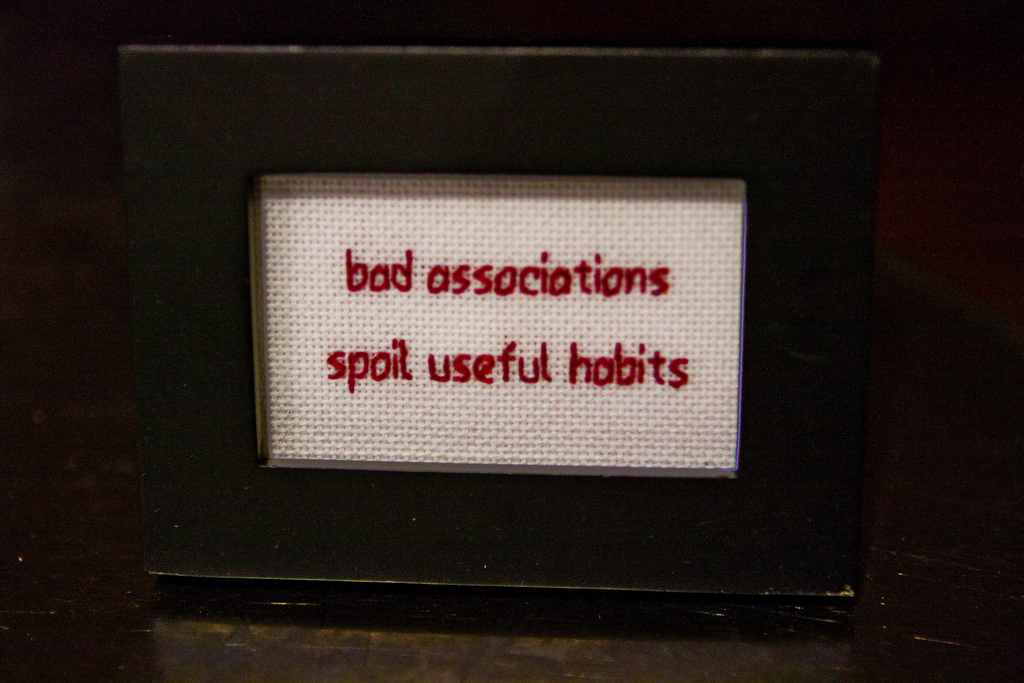 bad associations
spoil useful habits